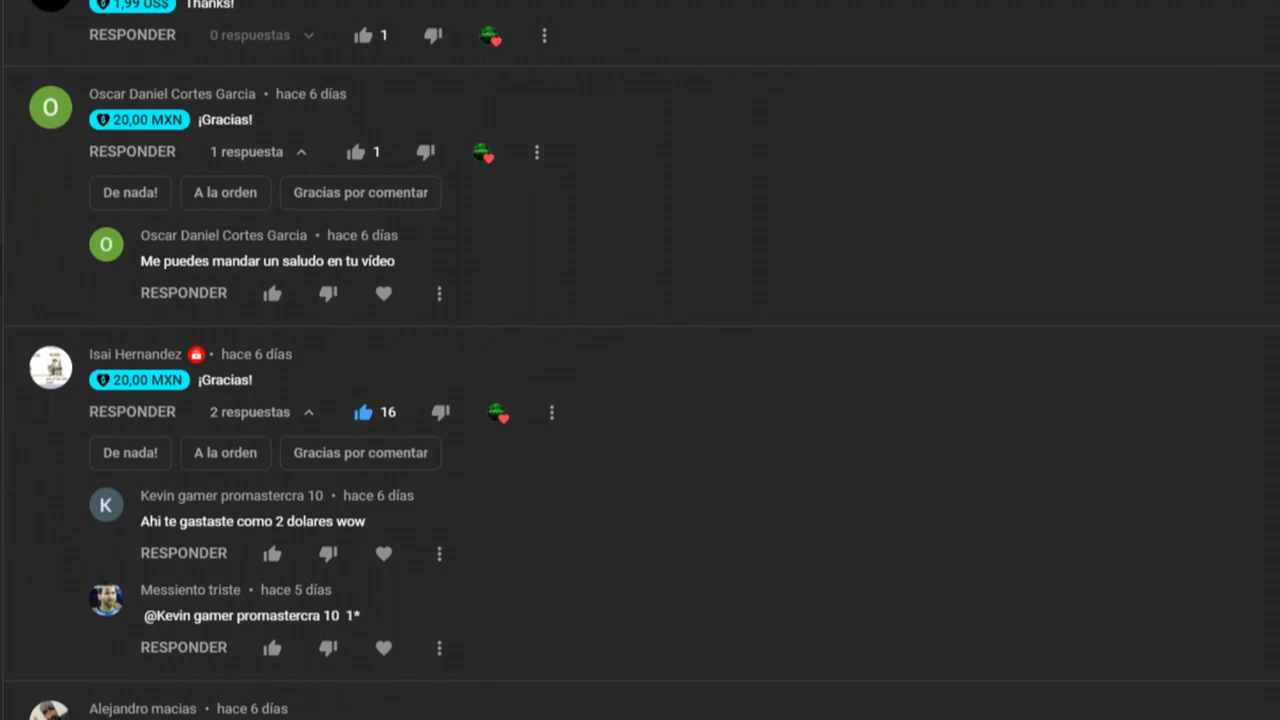 1,99 US$ Thanks!
RESPONDER 0 respuestas 1
O Oscar Daniel Cortes Garcia • hace 6 días
20,00 MXN ¡Gracias!
RESPONDER 1 respuesta 1
De nada! A la orden Gracias por comentar
O Oscar Daniel Cortes Garcia • hace 6 días
Me puedes mandar un saludo en tu vídeo
RESPONDER
Isai Hernandez • hace 6 días
20,00 MXN ¡Gracias!
RESPONDER 2 respuestas 16
De nada! A la orden Gracias por comentar
K Kevin gamer promastercra 10 • hace 6 días
Ahi te gastaste como 2 dolares wow
RESPONDER
Messiento triste • hace 5 días
@Kevin gamer promastercra 10 1*
RESPONDER
Alejandro macias • hace 6 días